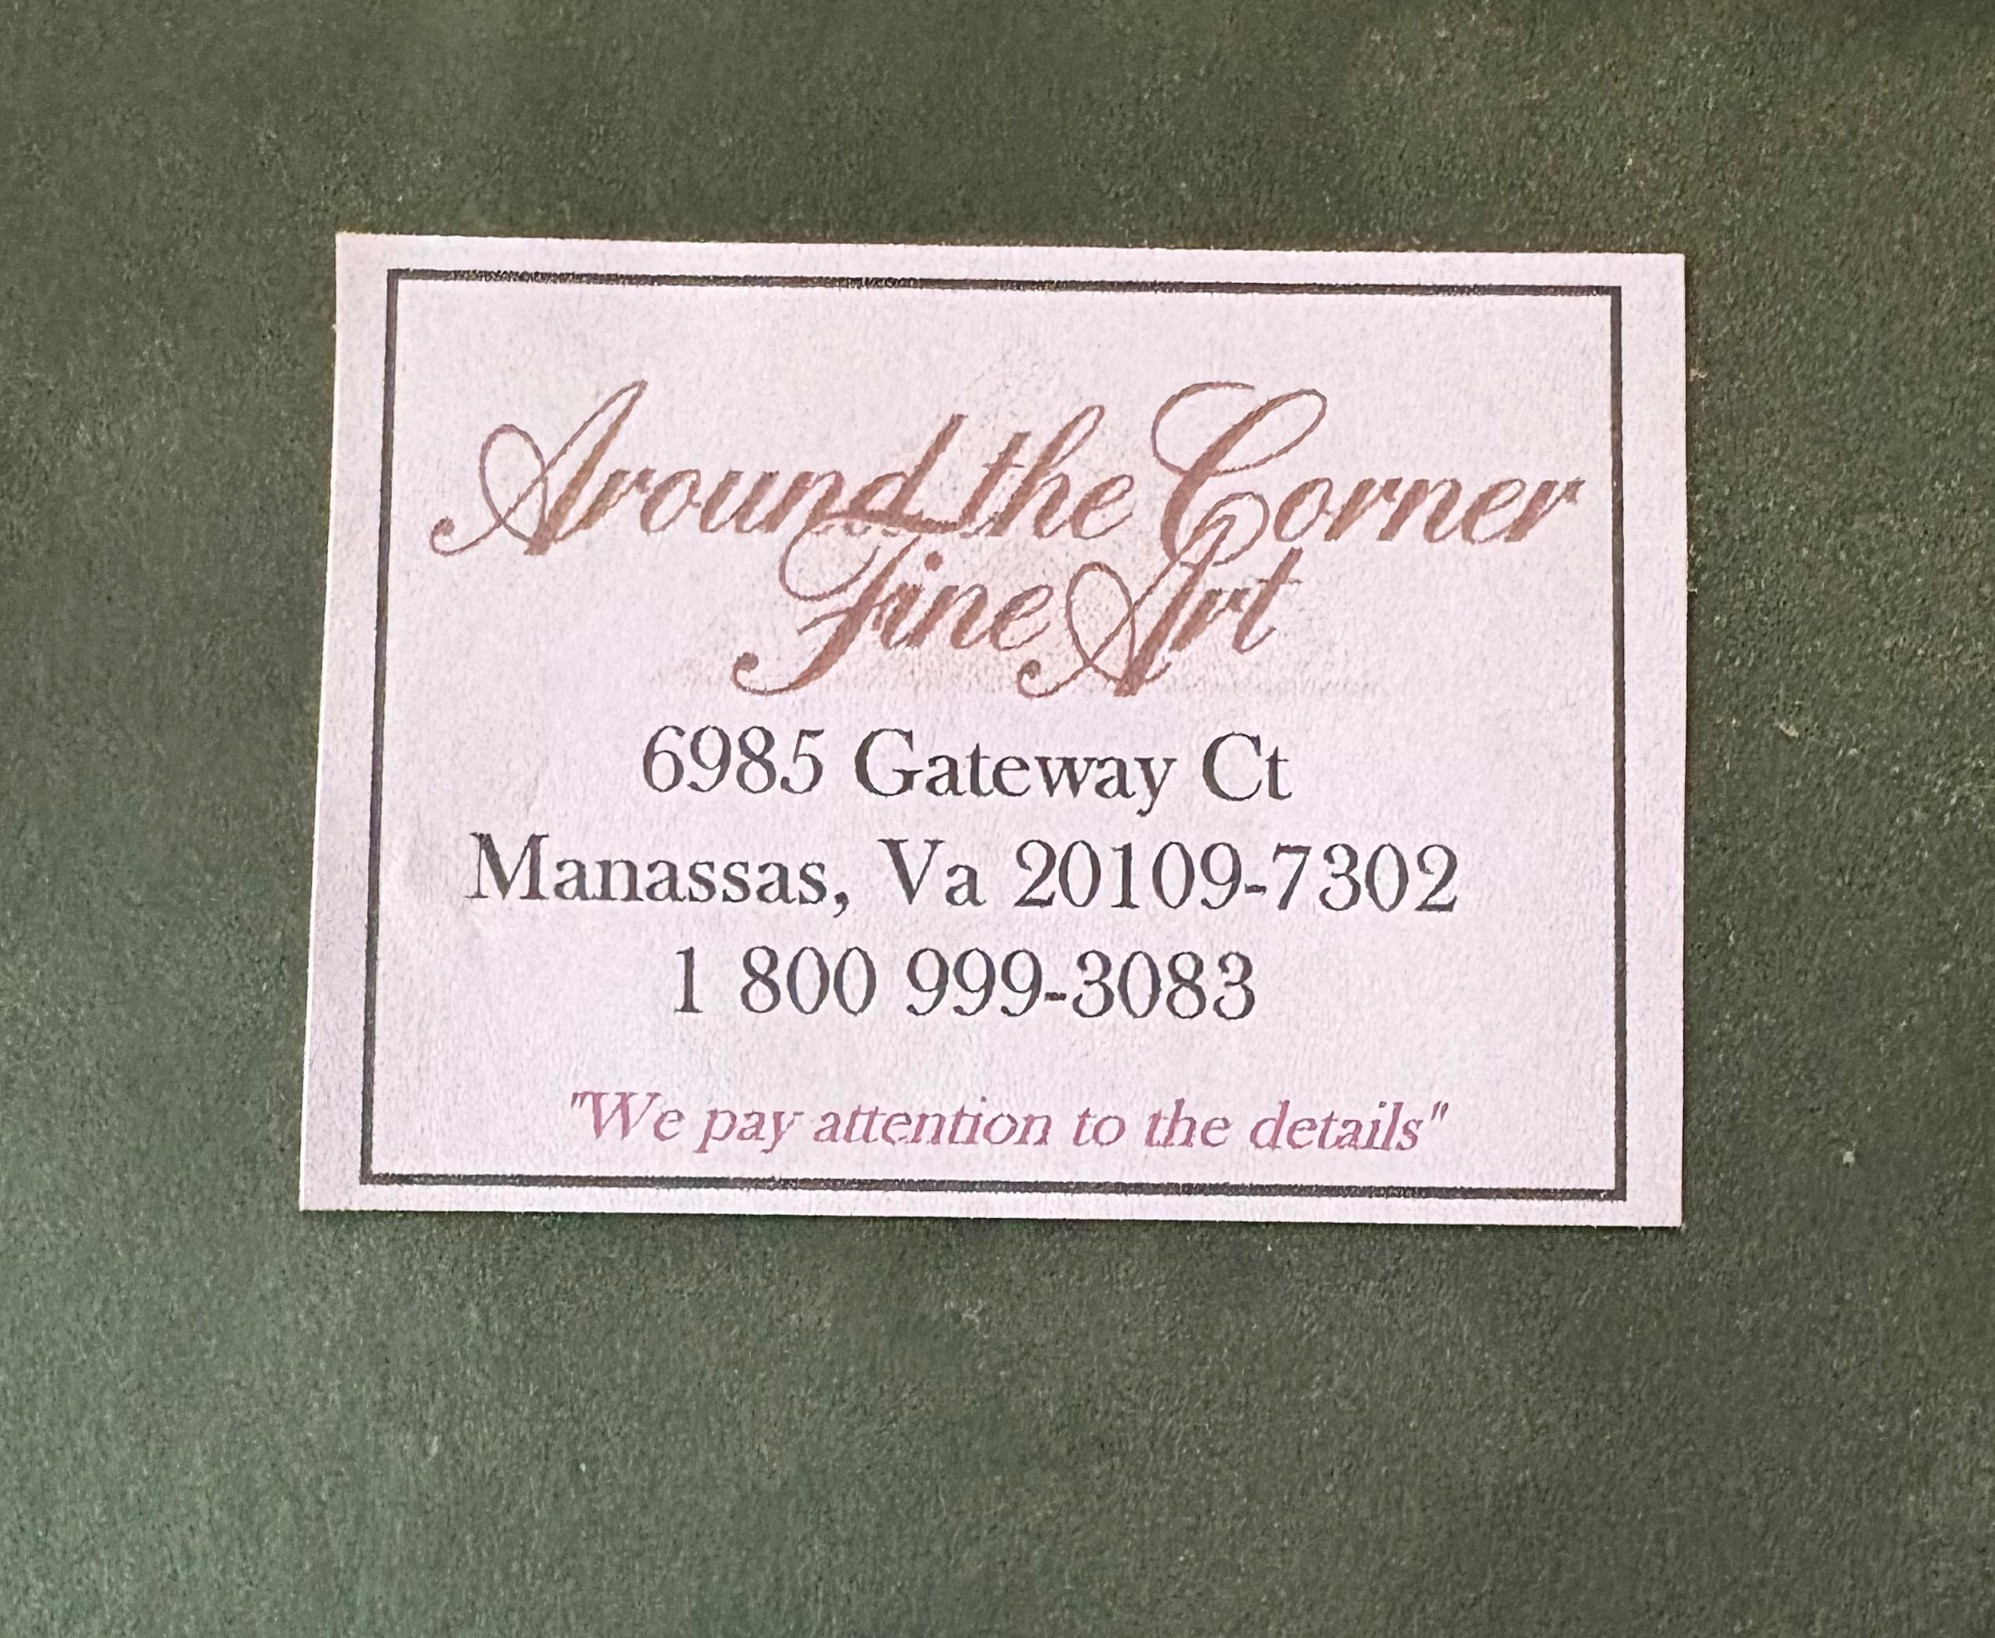 Around the Corner
Fine Art
6985 Gateway Ct
Manassas, Va 20109-7302
1 800 999-3083
"We pay attention to the details"